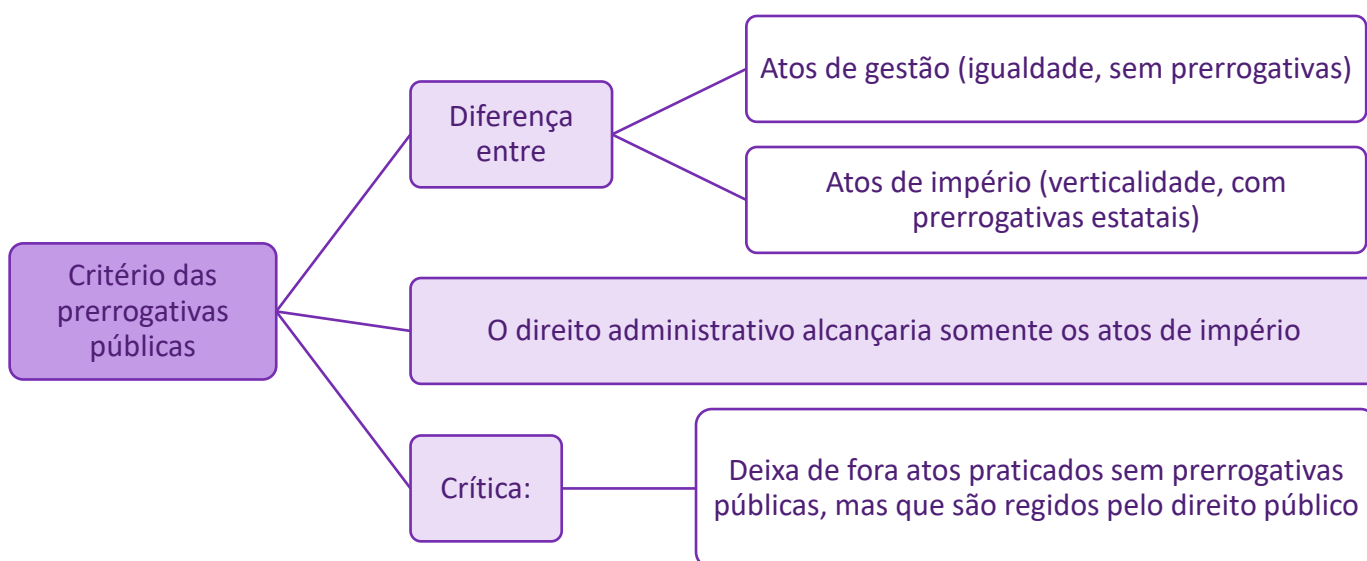 Critério das
prerrogativas
públicas
Diferença
entre
Atos de gestão (igualdade, sem prerrogativas)
Atos de império (verticalidade, com
prerrogativas estatais)
O direito administrativo alcançaria somente os atos de império
Crítica:
Deixa de fora atos praticados sem prerrogativas
públicas, mas que são regidos pelo direito público